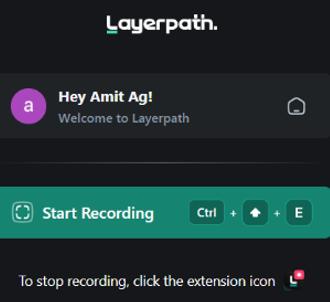 Layerpath.
a
Hey Amit Ag!
Welcome to Layerpath
Start Recording Ctrl + + E
To stop recording, click the extension icon